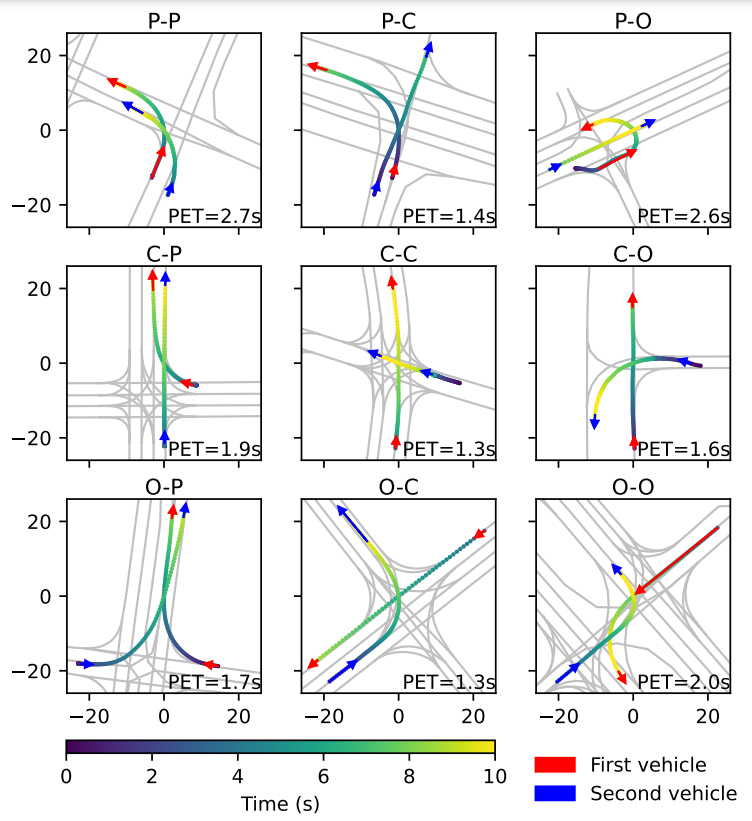 P-P
P-C
P-O
20
0
−20
PET=2.7s
PET=1.4s
PET=2.6s
C-P
C-C
C-O
20
0
−20
PET=1.9s
PET=1.3s
PET=1.6s
O-P
O-C
O-O
20
0
−20
PET=1.7s
PET=1.3s
PET=2.0s
−20 0 20
−20 0 20
−20 0 20
0 2 4 6 8 10
Time (s)
First vehicle
Second vehicle